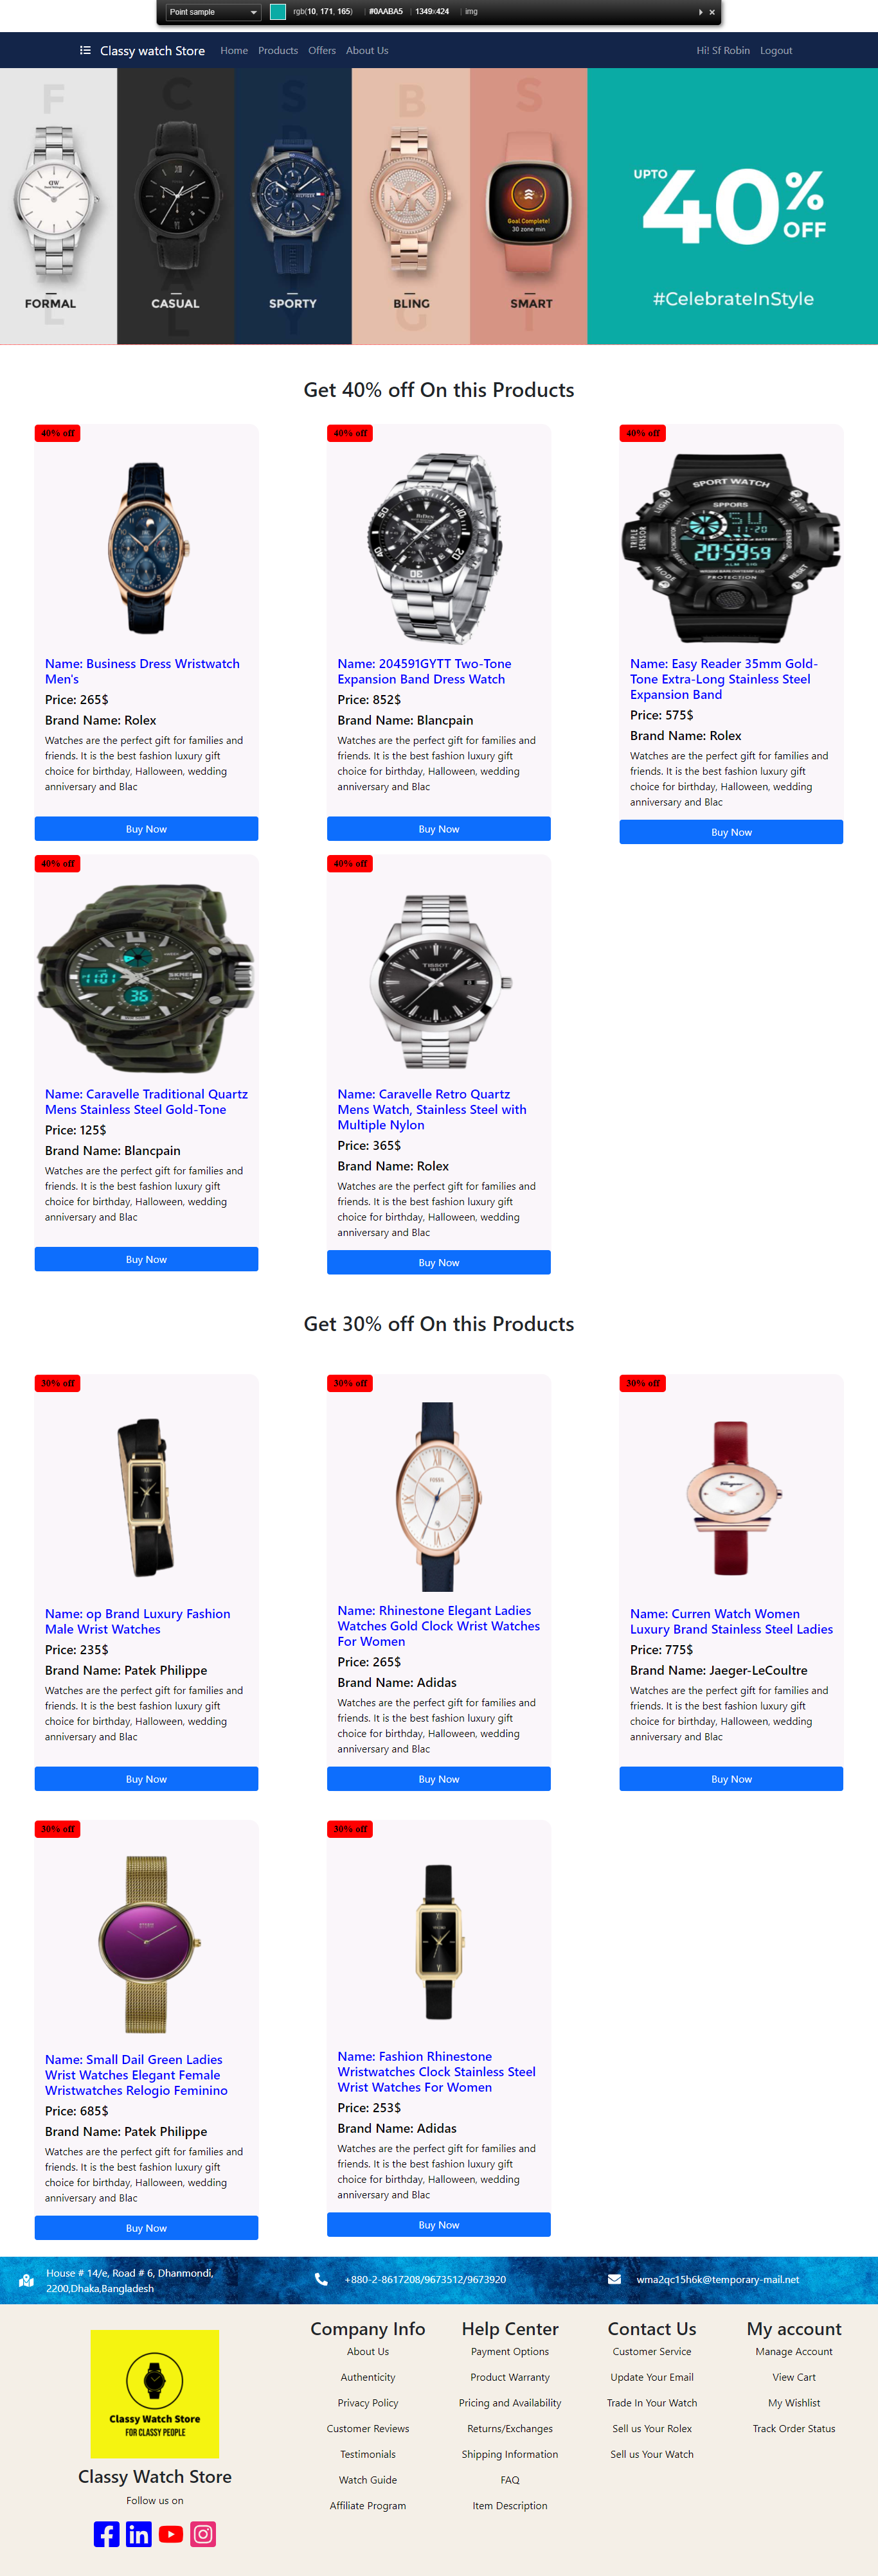 Point sample rgb(10, 171, 165) | #0AABA5 | 1349x424 | img
Classy watch Store Home Products Offers About Us Hi! Sf Robin Logout
F C S B S
FORMAL CASUAL SPORTY BLING SMART
UPTO 40% OFF
#CelebrateInStyle
Goal Complete!
30 zone min
Get 40% off On this Products
40% off 40% off 40% off
SPORT WATCH
SPPORS
20:59:59
PROTECTION
Name: Business Dress Wristwatch
Men's
Price: 265$
Brand Name: Rolex
Watches are the perfect gift for families and
friends. It is the best fashion luxury gift
choice for birthday, Halloween, wedding
anniversary and Blac
Buy Now
Name: 204591GYTT Two-Tone
Expansion Band Dress Watch
Price: 852$
Brand Name: Blancpain
Watches are the perfect gift for families and
friends. It is the best fashion luxury gift
choice for birthday, Halloween, wedding
anniversary and Blac
Buy Now
Name: Easy Reader 35mm Gold-
Tone Extra-Long Stainless Steel
Expansion Band
Price: 575$
Brand Name: Rolex
Watches are the perfect gift for families and
friends. It is the best fashion luxury gift
choice for birthday, Halloween, wedding
anniversary and Blac
Buy Now
40% off 40% off
SKMEI
TISSOT
Name: Caravelle Traditional Quartz
Mens Stainless Steel Gold-Tone
Price: 125$
Brand Name: Blancpain
Watches are the perfect gift for families and
friends. It is the best fashion luxury gift
choice for birthday, Halloween, wedding
anniversary and Blac
Buy Now
Name: Caravelle Retro Quartz
Mens Watch, Stainless Steel with
Multiple Nylon
Price: 365$
Brand Name: Rolex
Watches are the perfect gift for families and
friends. It is the best fashion luxury gift
choice for birthday, Halloween, wedding
anniversary and Blac
Buy Now
Get 30% off On this Products
30% off 30% off 30% off
Name: op Brand Luxury Fashion
Male Wrist Watches
Price: 235$
Brand Name: Patek Philippe
Watches are the perfect gift for families and
friends. It is the best fashion luxury gift
choice for birthday, Halloween, wedding
anniversary and Blac
Buy Now
Name: Rhinestone Elegant Ladies
Watches Gold Clock Wrist Watches
For Women
Price: 265$
Brand Name: Adidas
Watches are the perfect gift for families and
friends. It is the best fashion luxury gift
choice for birthday, Halloween, wedding
anniversary and Blac
Buy Now
Name: Curren Watch Women
Luxury Brand Stainless Steel Ladies
Price: 775$
Brand Name: Jaeger-LeCoultre
Watches are the perfect gift for families and
friends. It is the best fashion luxury gift
choice for birthday, Halloween, wedding
anniversary and Blac
Buy Now
30% off 30% off
Name: Small Dail Green Ladies
Wrist Watches Elegant Female
Wristwatches Relogio Feminino
Price: 685$
Brand Name: Patek Philippe
Watches are the perfect gift for families and
friends. It is the best fashion luxury gift
choice for birthday, Halloween, wedding
anniversary and Blac
Buy Now
Name: Fashion Rhinestone
Wristwatches Clock Stainless Steel
Wrist Watches For Women
Price: 253$
Brand Name: Adidas
Watches are the perfect gift for families and
friends. It is the best fashion luxury gift
choice for birthday, Halloween, wedding
anniversary and Blac
Buy Now
House # 14/e, Road # 6, Dhanmondi,
2200,Dhaka,Bangladesh
+880-2-8617208/9673512/9673920
wma2qc15h6k@temporary-mail.net
Classy Watch Store
FOR CLASSY PEOPLE
Classy Watch Store
Follow us on
Company Info
About Us
Authenticity
Privacy Policy
Customer Reviews
Testimonials
Watch Guide
Affiliate Program
Help Center
Payment Options
Product Warranty
Pricing and Availability
Returns/Exchanges
Shipping Information
FAQ
Item Description
Contact Us
Customer Service
Update Your Email
Trade In Your Watch
Sell us Your Rolex
Sell us Your Watch
My account
Manage Account
View Cart
My Wishlist
Track Order Status